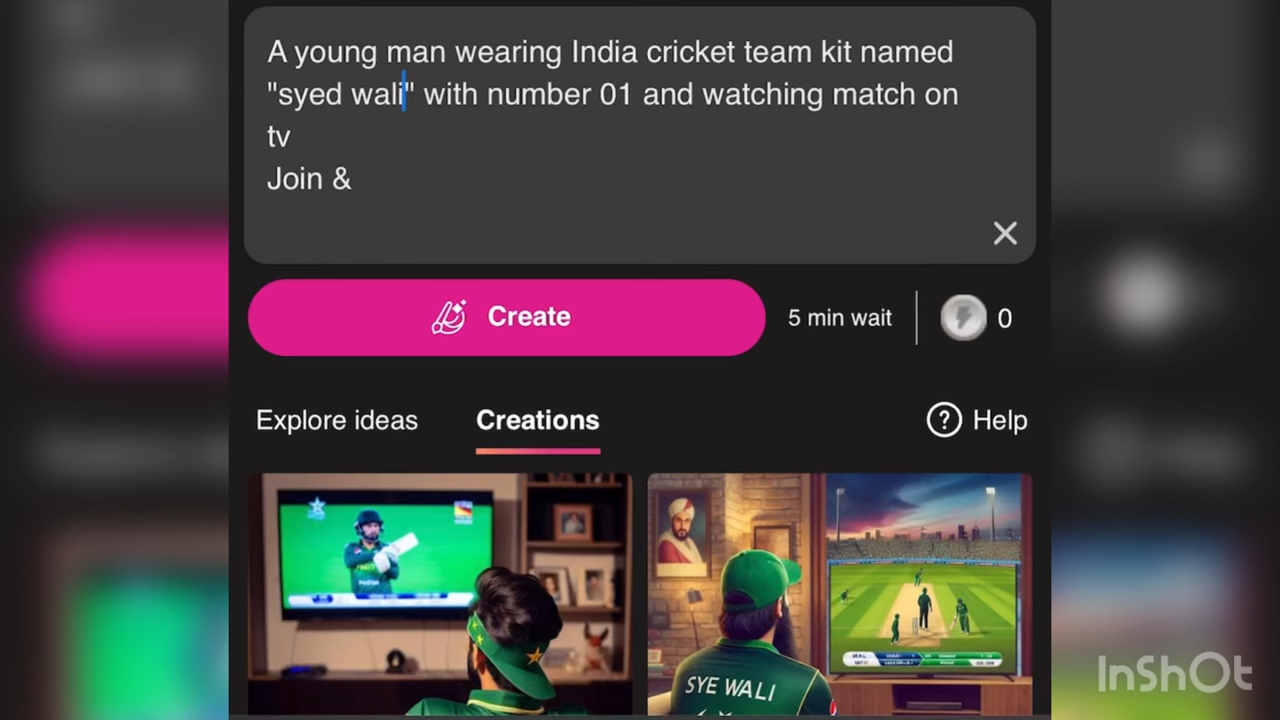 A young man wearing India cricket team kit named
"syed wali" with number 01 and watching match on
tv
Join &
Create
5 min wait
0
Explore ideas
Creations
? Help
SYE WALI
InShOt